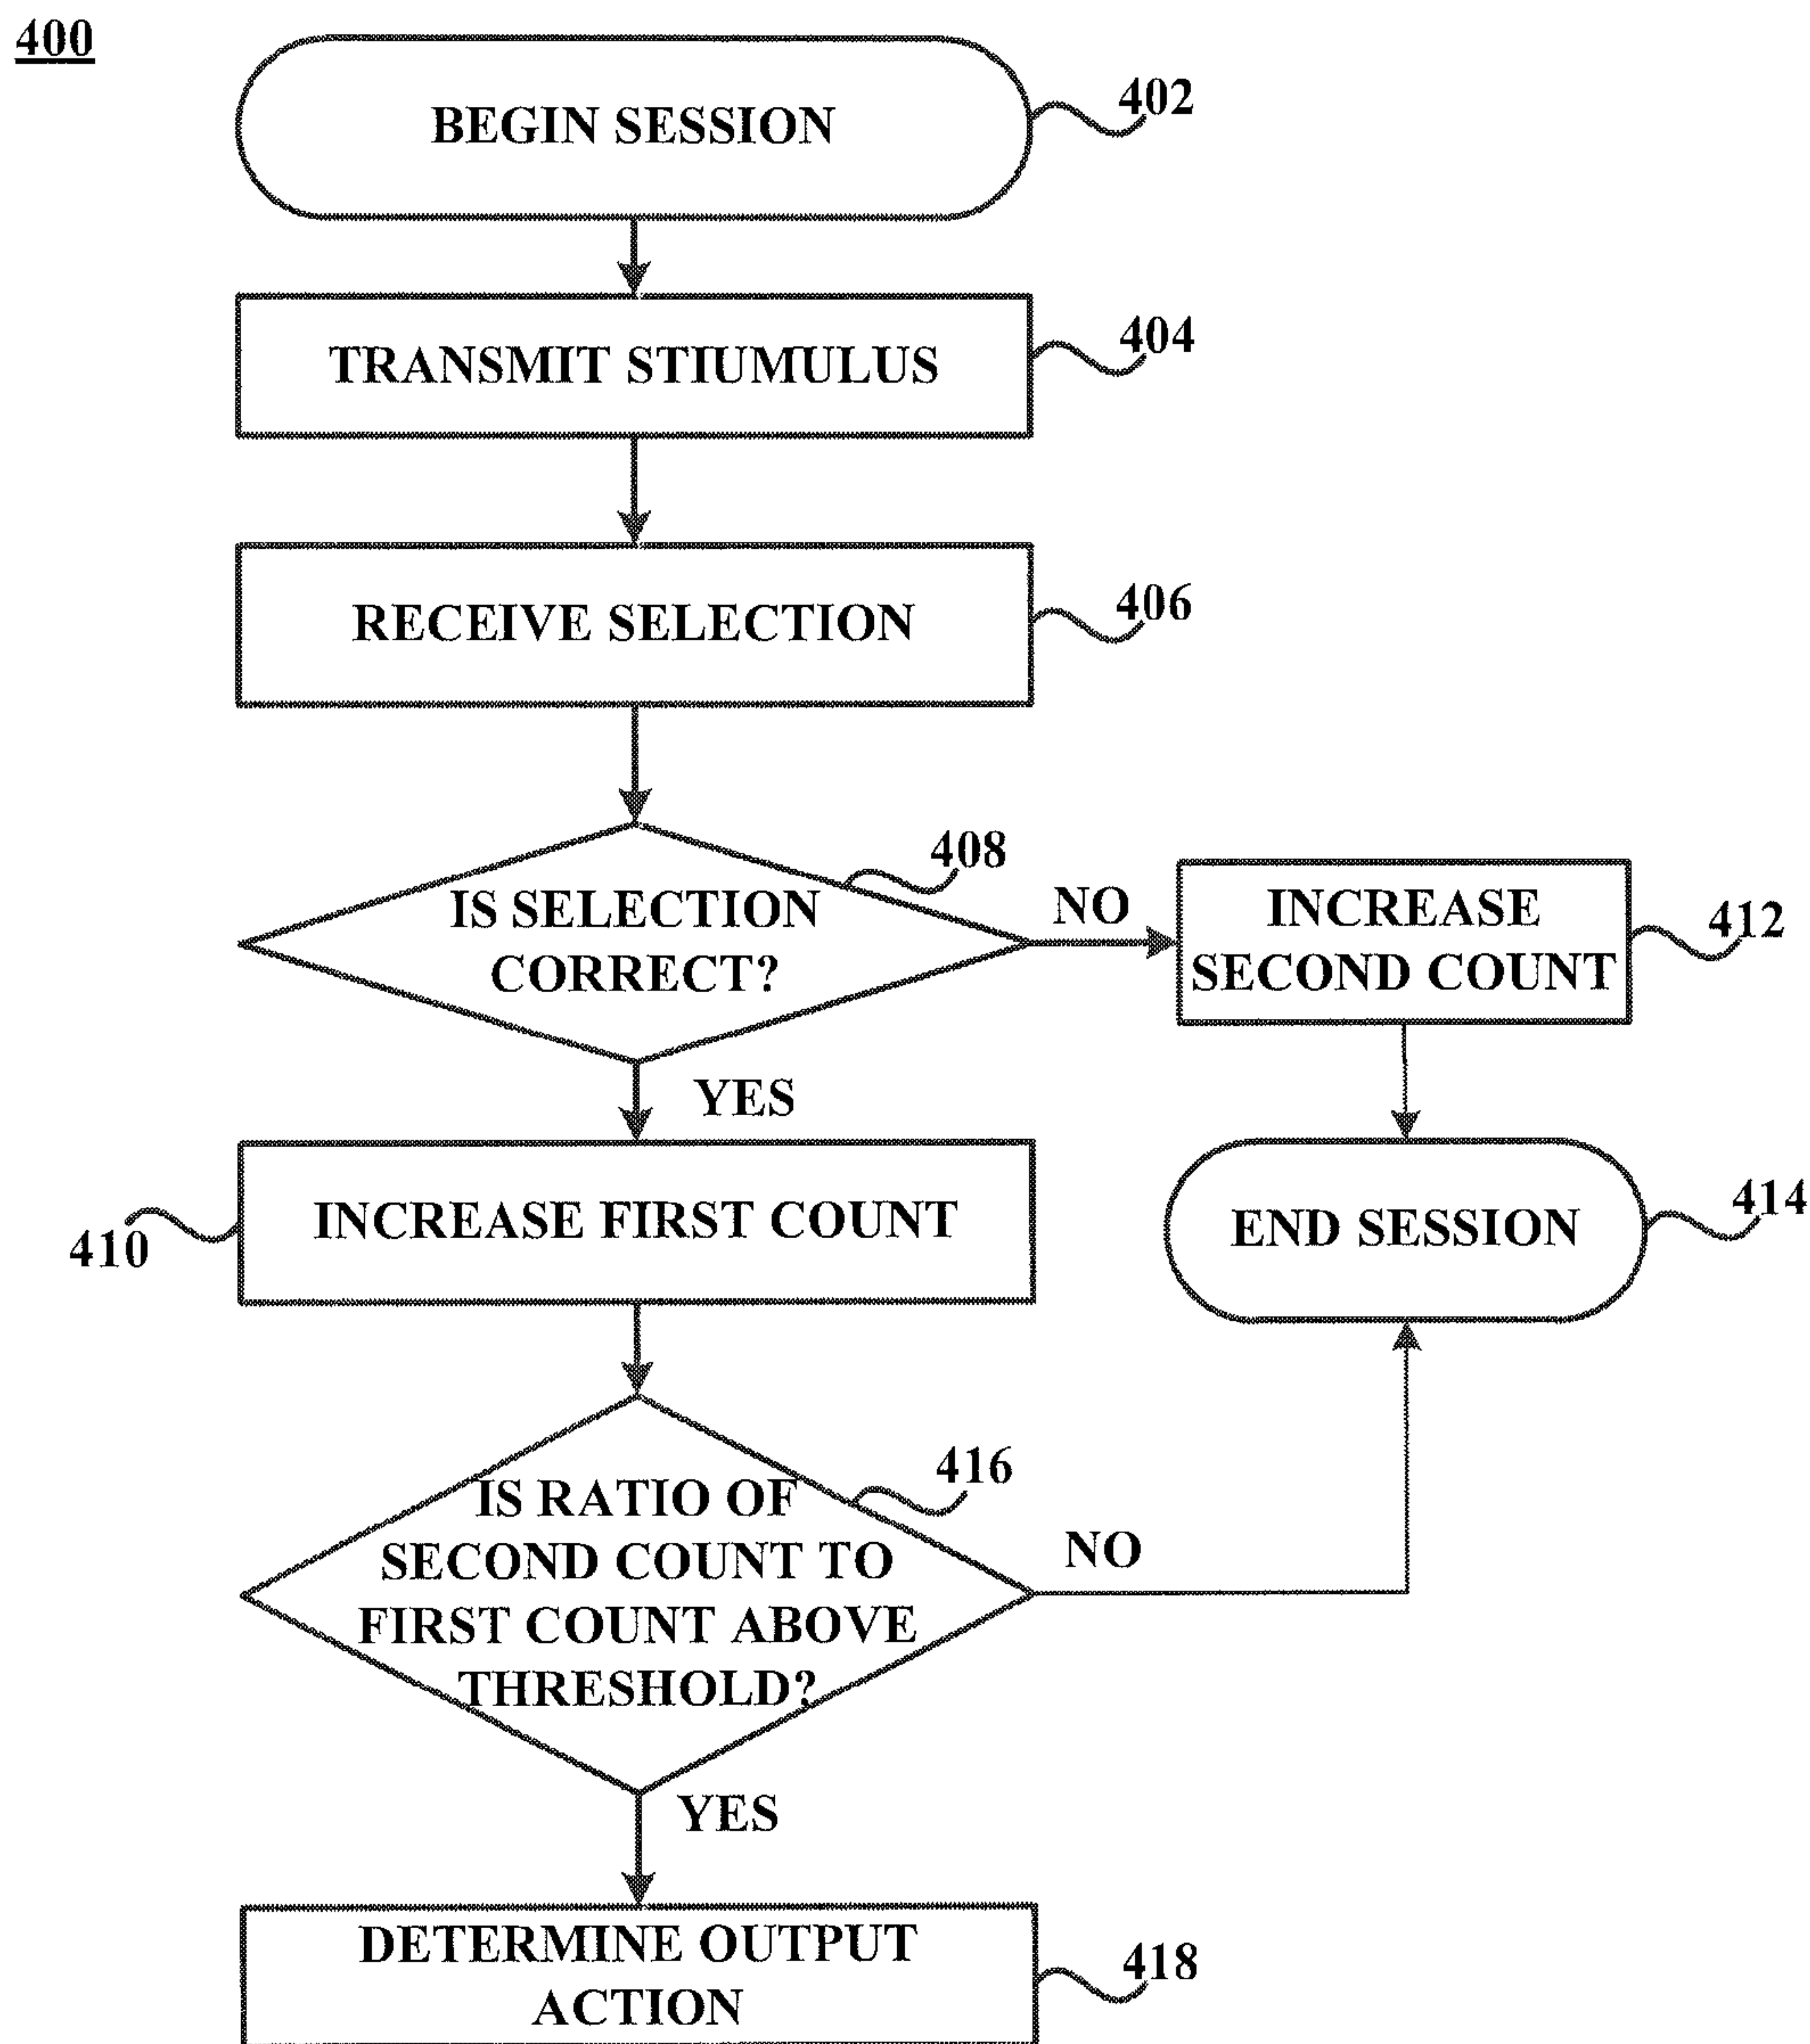 400
BEGIN SESSION
402
TRANSMIT STIUMULUS
404
RECEIVE SELECTION
406
IS SELECTION
CORRECT?
408
NO
INCREASE
SECOND COUNT
412
YES
INCREASE FIRST COUNT
410
END SESSION
414
IS RATIO OF
SECOND COUNT TO
FIRST COUNT ABOVE
THRESHOLD?
416
NO
YES
DETERMINE OUTPUT
ACTION
418